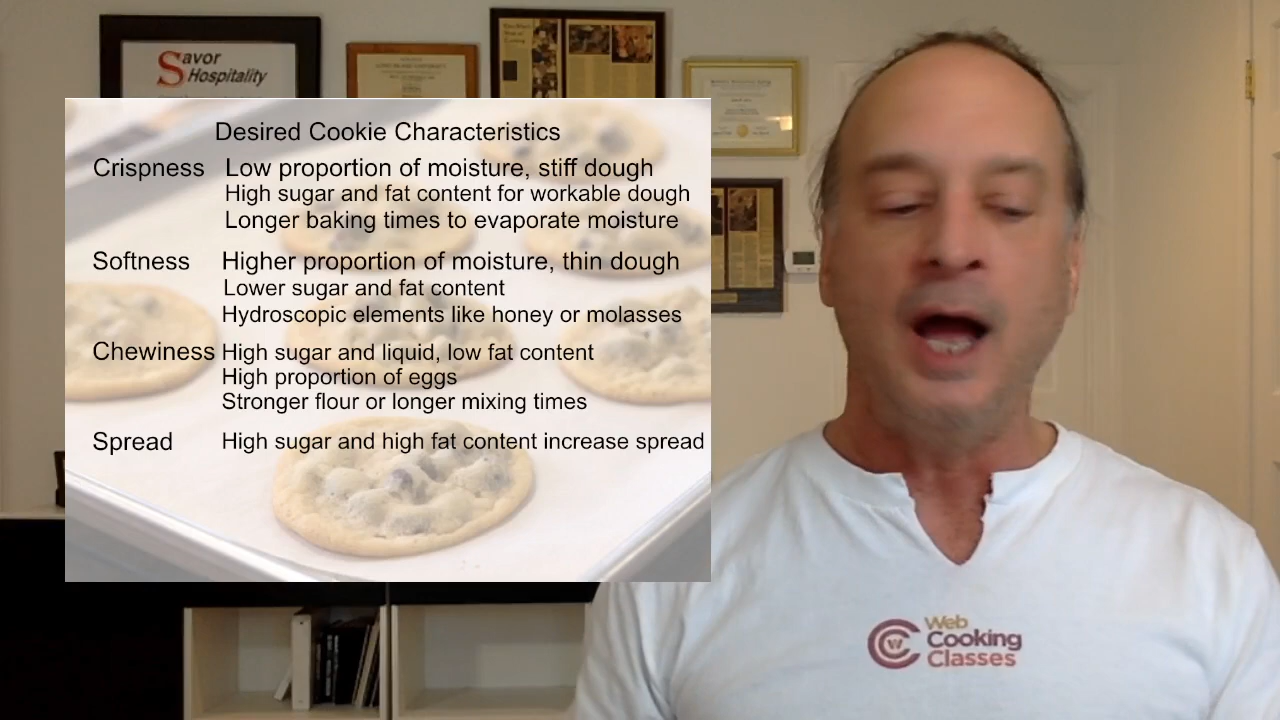 Savor
Hospitality
Desired Cookie Characteristics
Crispness Low proportion of moisture, stiff dough
High sugar and fat content for workable dough
Longer baking times to evaporate moisture
Softness Higher proportion of moisture, thin dough
Lower sugar and fat content
Hydroscopic elements like honey or molasses
Chewiness High sugar and liquid, low fat content
High proportion of eggs
Stronger flour or longer mixing times
Spread High sugar and high fat content increase spread
Web
Cooking
Classes